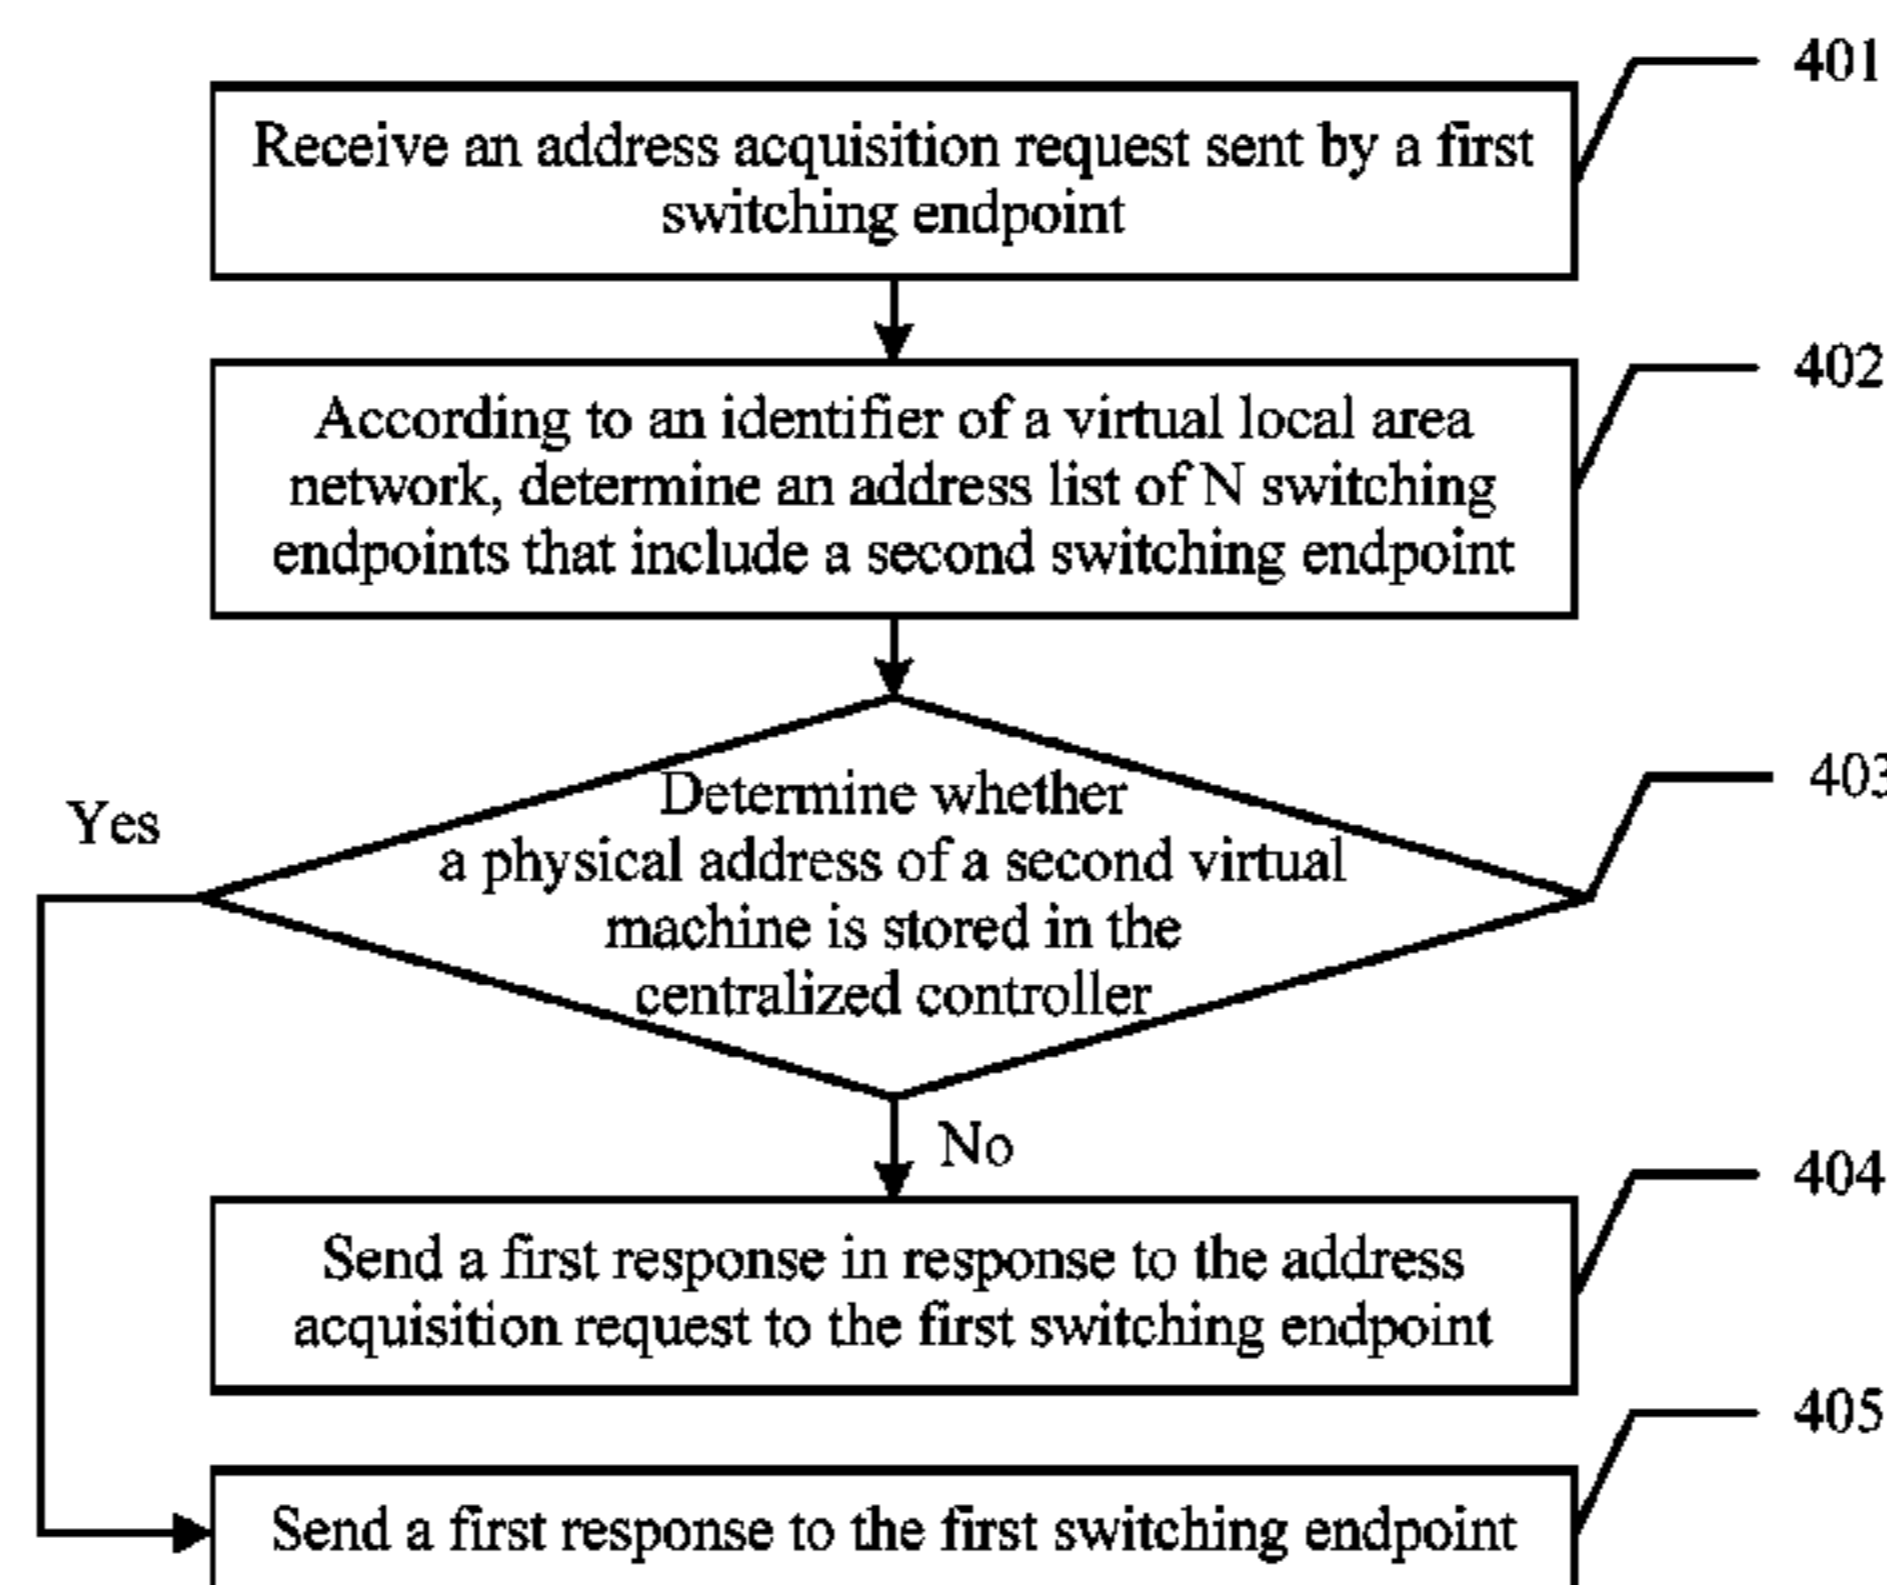 401
Receive an address acquisition request sent by a first
switching endpoint
402
According to an identifier of a virtual local area
network, determine an address list of N switching
endpoints that include a second switching endpoint
403
Determine whether
a physical address of a second virtual
machine is stored in the
centralized controller
Yes
No
404
Send a first response in response to the address
acquisition request to the first switching endpoint
405
Send a first response to the first switching endpoint